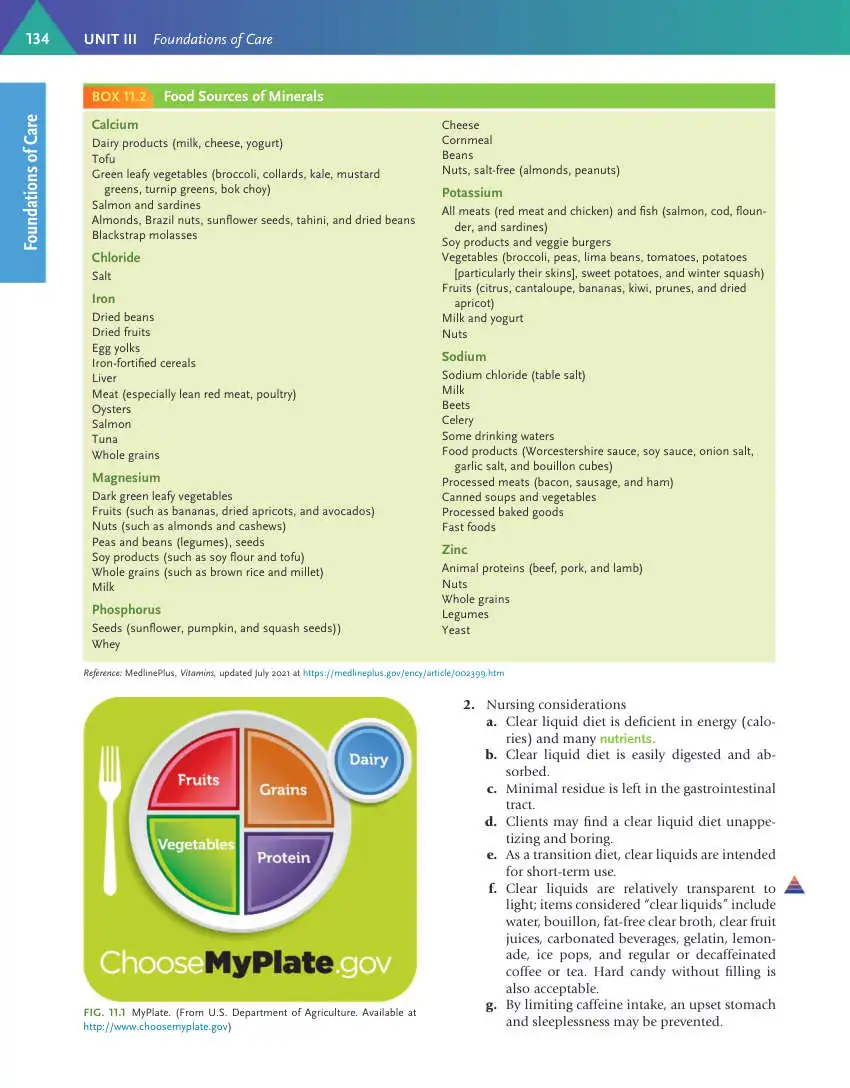 134
UNIT III Foundations of Care
Foundations of Care
BOX 11.2 Food Sources of Minerals
Calcium
Dairy products (milk, cheese, yogurt)
Tofu
Green leafy vegetables (broccoli, collards, kale, mustard
greens, turnip greens, bok choy)
Salmon and sardines
Almonds, Brazil nuts, sunflower seeds, tahini, and dried beans
Blackstrap molasses
Chloride
Salt
Iron
Dried beans
Dried fruits
Egg yolks
Iron-fortified cereals
Liver
Meat (especially lean red meat, poultry)
Oysters
Salmon
Tuna
Whole grains
Magnesium
Dark green leafy vegetables
Fruits (such as bananas, dried apricots, and avocados)
Nuts (such as almonds and cashews)
Peas and beans (legumes), seeds
Soy products (such as soy flour and tofu)
Whole grains (such as brown rice and millet)
Milk
Phosphorus
Seeds (sunflower, pumpkin, and squash seeds))
Whey
Cheese
Cornmeal
Beans
Nuts, salt-free (almonds, peanuts)
Potassium
All meats (red meat and chicken) and fish (salmon, cod, floun-
der, and sardines)
Soy products and veggie burgers
Vegetables (broccoli, peas, lima beans, tomatoes, potatoes
[particularly their skins], sweet potatoes, and winter squash)
Fruits (citrus, cantaloupe, bananas, kiwi, prunes, and dried
apricot)
Milk and yogurt
Nuts
Sodium
Sodium chloride (table salt)
Milk
Beets
Celery
Some drinking waters
Food products (Worcestershire sauce, soy sauce, onion salt,
garlic salt, and bouillon cubes)
Processed meats (bacon, sausage, and ham)
Canned soups and vegetables
Processed baked goods
Fast foods
Zinc
Animal proteins (beef, pork, and lamb)
Nuts
Whole grains
Legumes
Yeast
Reference: MedlinePlus, Vitamins, updated July 2021 at https://medlineplus.gov/ency/article/002399.htm
Dairy
Fruits
Grains
Vegetables
Protein
ChooseMyPlate.gov
FIG. 11.1 MyPlate. (From U.S. Department of Agriculture. Available at
http://www.choosemyplate.gov)
2. Nursing considerations
a. Clear liquid diet is deficient in energy (calo-
ries) and many nutrients.
b. Clear liquid diet is easily digested and ab-
sorbed.
c. Minimal residue is left in the gastrointestinal
tract.
d. Clients may find a clear liquid diet unappe-
tizing and boring.
e. As a transition diet, clear liquids are intended
for short-term use.
f. Clear liquids are relatively transparent to
light; items considered “clear liquids” include
water, bouillon, fat-free clear broth, clear fruit
juices, carbonated beverages, gelatin, lemon-
ade, ice pops, and regular or decaffeinated
coffee or tea. Hard candy without filling is
also acceptable.
g. By limiting caffeine intake, an upset stomach
and sleeplessness may be prevented.